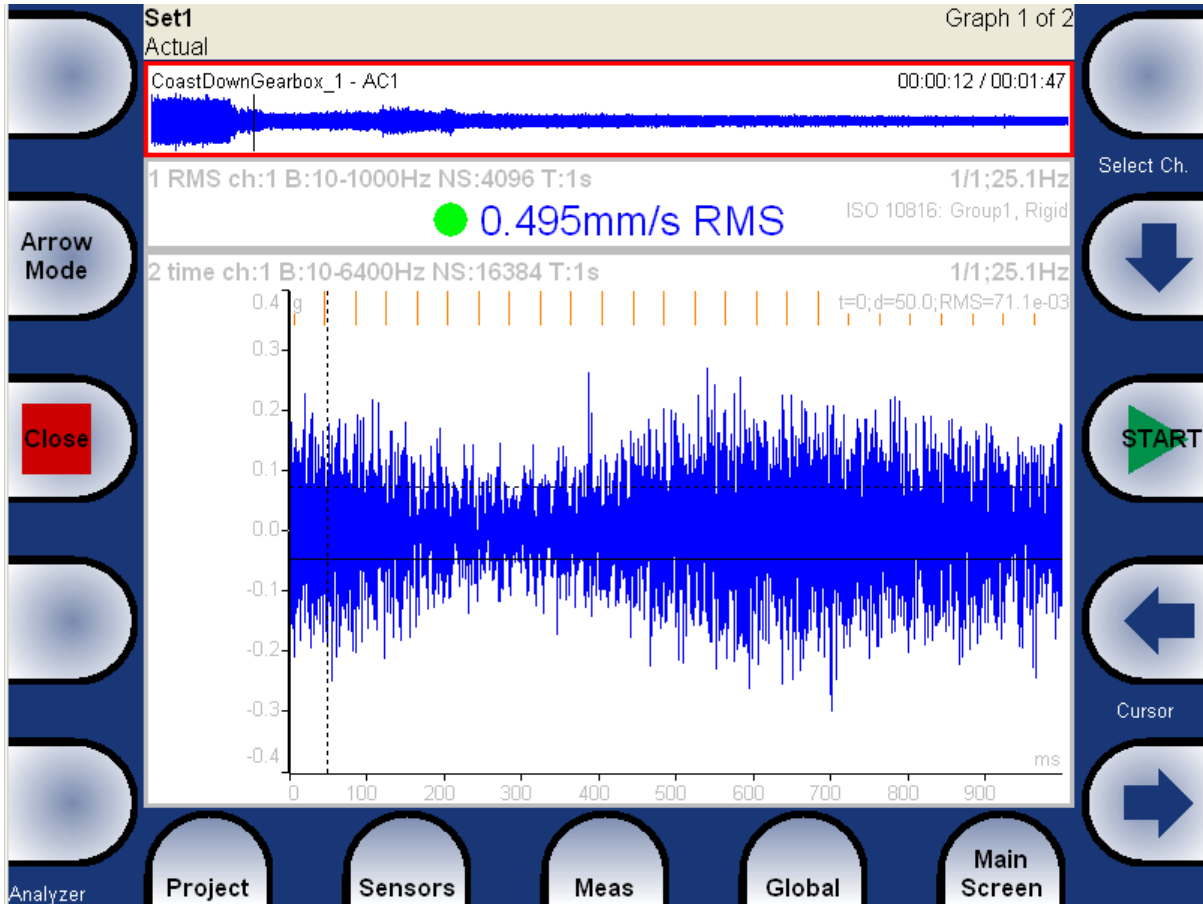 Set1
Graph 1 of 2
Actual
CoastDownGearbox_1 - AC1
00:00:12 / 00:01:47
Select Ch.
1 RMS ch:1 B:10-1000Hz NS:4096 T:1s
1/1;25.1Hz
0.495mm/s RMS
ISO 10816: Group1, Rigid
Arrow
Mode
2 time ch:1 B:10-6400Hz NS:16384 T:1s
1/1;25.1Hz
0.4
g
t=0;d=50.0;RMS=71.1e-03
0.3
0.2
Close
START
0.1
0.0
-0.1
-0.2
-0.3
Cursor
-0.4
ms
0 100 200 300 400 500 600 700 800 900
Analyzer
Project
Sensors
Meas
Global
Main
Screen